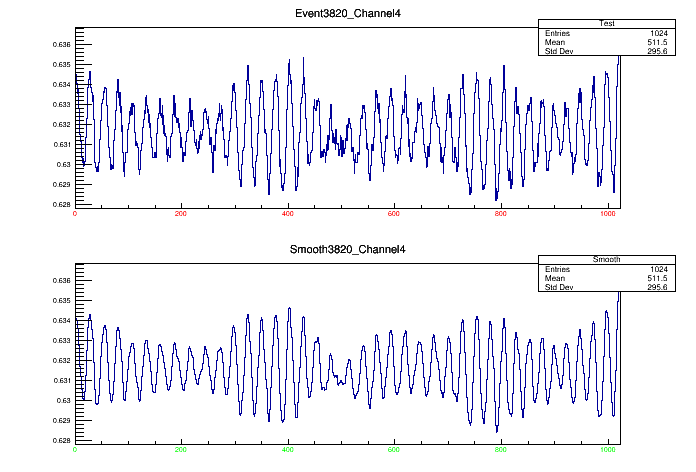 Event3820_Channel4
Test
Entries 1024
Mean 511.5
Std Dev 295.6
0.636
0.635
0.634
0.633
0.632
0.631
0.63
0.629
0.628
0 200 400 600 800 1000
Smooth3820_Channel4
Smooth
Entries 1024
Mean 511.5
Std Dev 295.6
0.636
0.635
0.634
0.633
0.632
0.631
0.63
0.629
0.628
0 200 400 600 800 1000